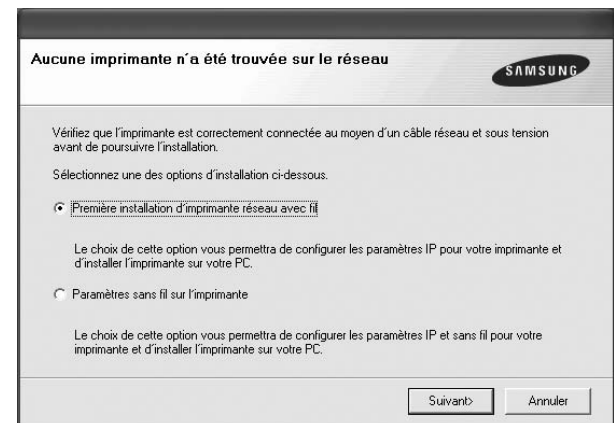 Aucune imprimante n'a été trouvée sur le réseau
SAMSUNG
Vérifiez que l'imprimante est correctement connectée au moyen d'un câble réseau et sous tension
avant de poursuivre l'installation.
Sélectionnez une des options d'installation ci-dessous.
Première installation d'imprimante réseau avec fil
Le choix de cette option vous permettra de configurer les paramètres IP pour votre imprimante et
d'installer l'imprimante sur votre PC.
Paramètres sans fil sur l'imprimante
Le choix de cette option vous permettra de configurer les paramètres IP et sans fil pour votre
imprimante et d'installer l'imprimante sur votre PC.
Suivant>
Annuler